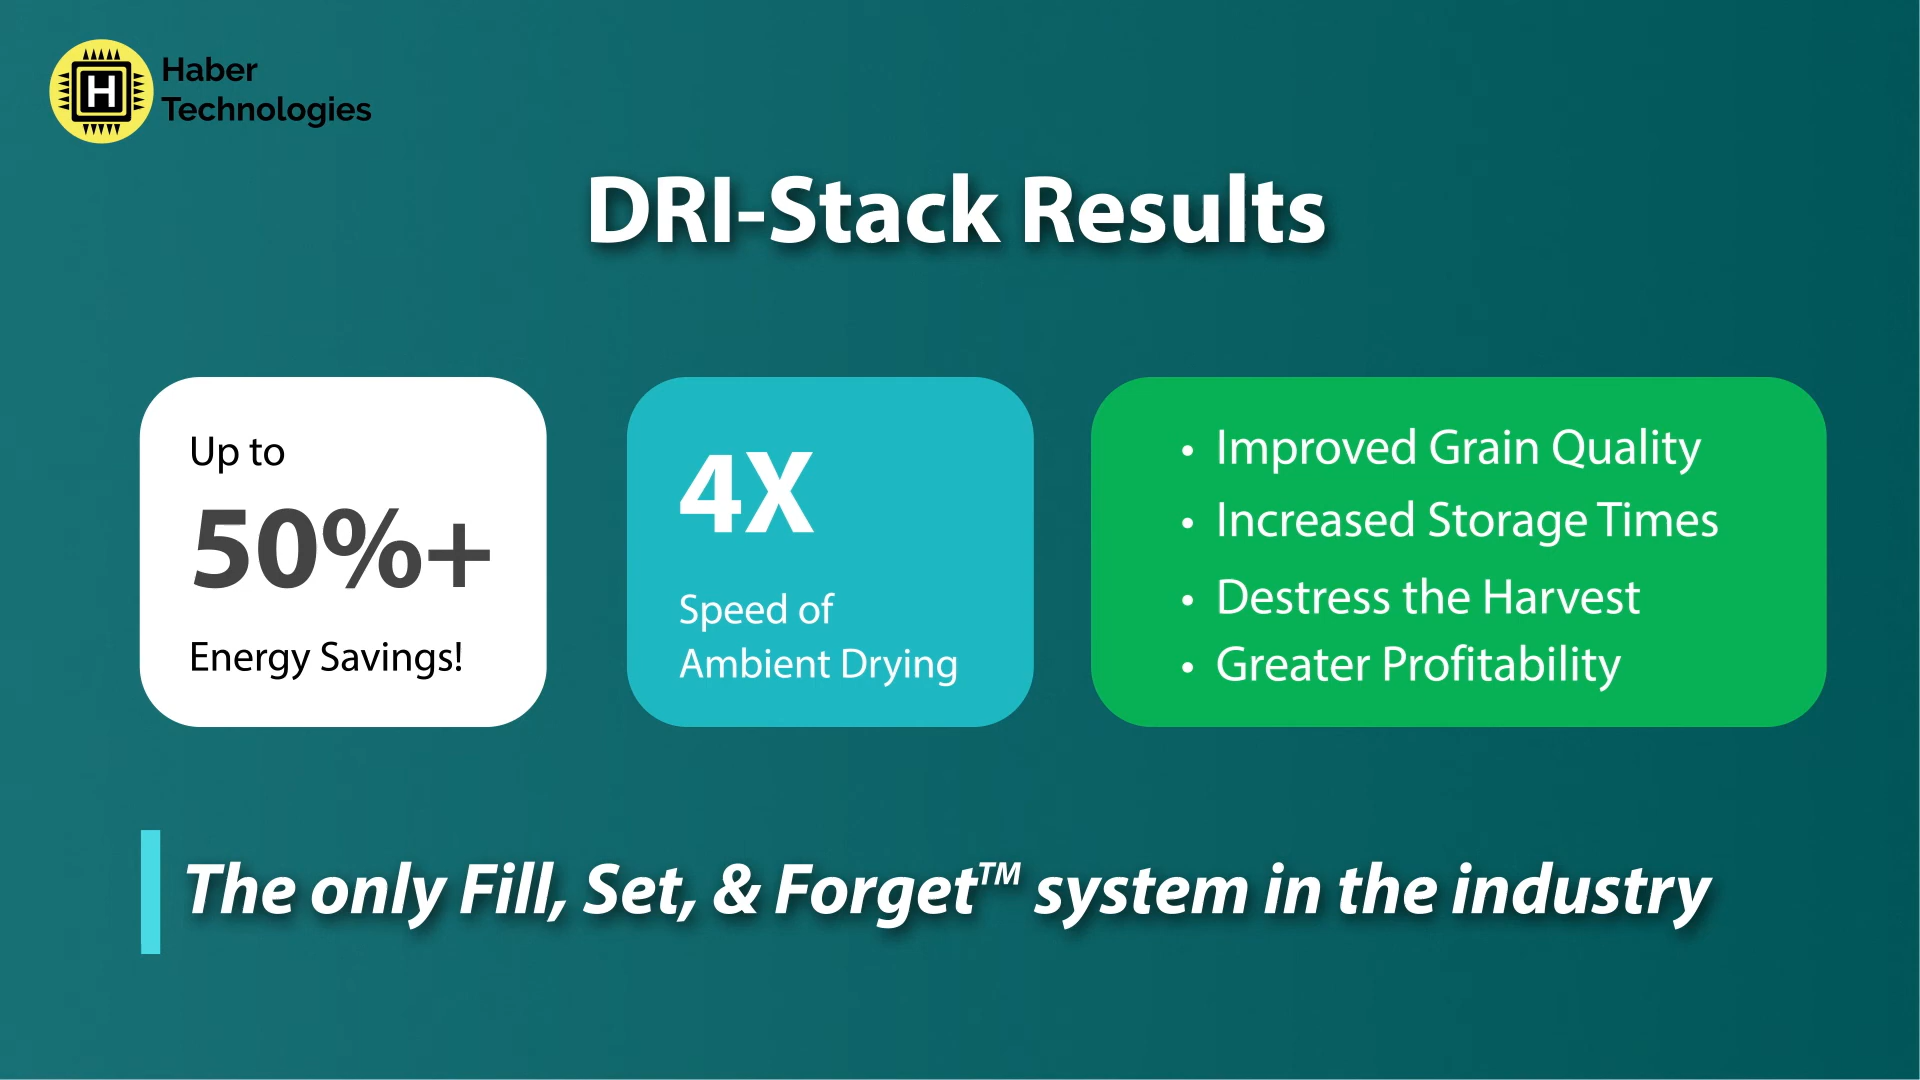 H
Haber
Technologies
DRI-Stack Results
Up to
50%+
Energy Savings!
4X
Speed of
Ambient Drying
• Improved Grain Quality
• Increased Storage Times
• Destress the Harvest
• Greater Profitability
The only Fill, Set, & Forget™ system in the industry